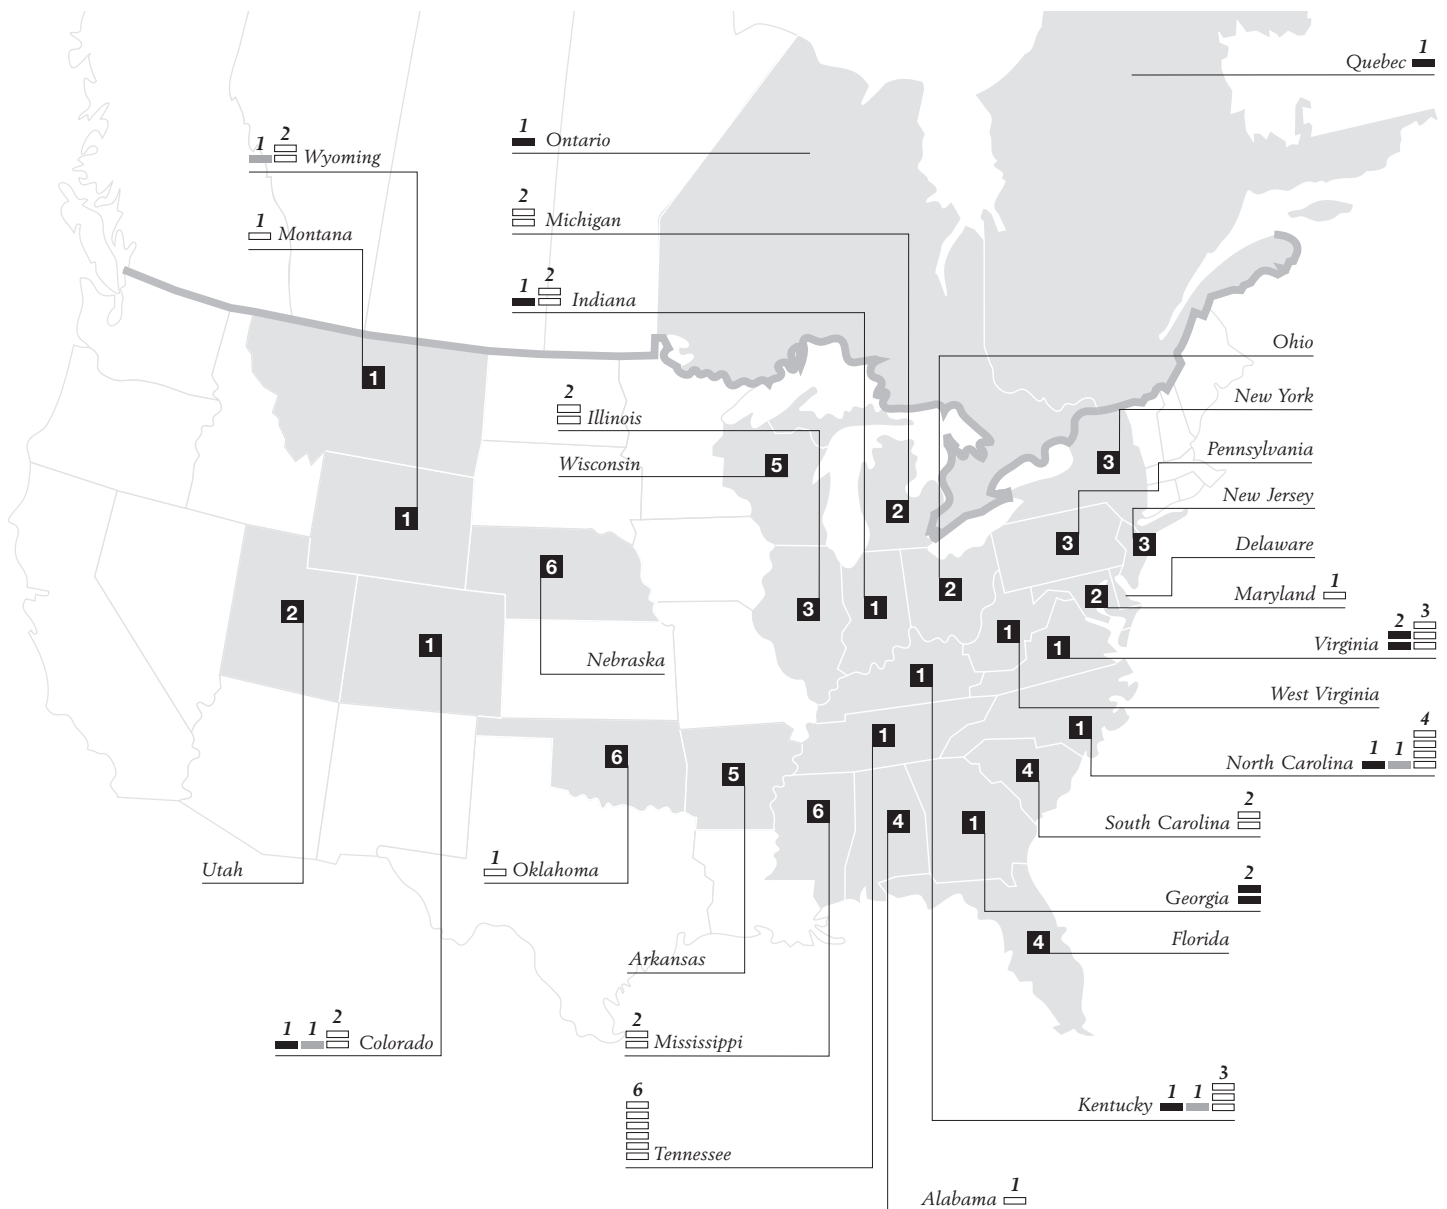 1
Quebec
1 2
Wyoming
1
Ontario
2
Michigan
1
Montana
1 2
Indiana
Ohio
1
2
Illinois
New York
Wisconsin
5
3
Pennsylvania
New Jersey
1
2
3
3
Delaware
6
2
2
1
Maryland
2
3
1
1
1
2 3
Virginia
1
1
Nebraska
1
West Virginia
6
1
1
1 1 4
North Carolina
5
4
6
4
1
2
South Carolina
Utah
1
Oklahoma
2
Georgia
4
Florida
Arkansas
1 1 2
Colorado
2
Mississippi
6
Tennessee
1 1 3
Kentucky
1
Alabama